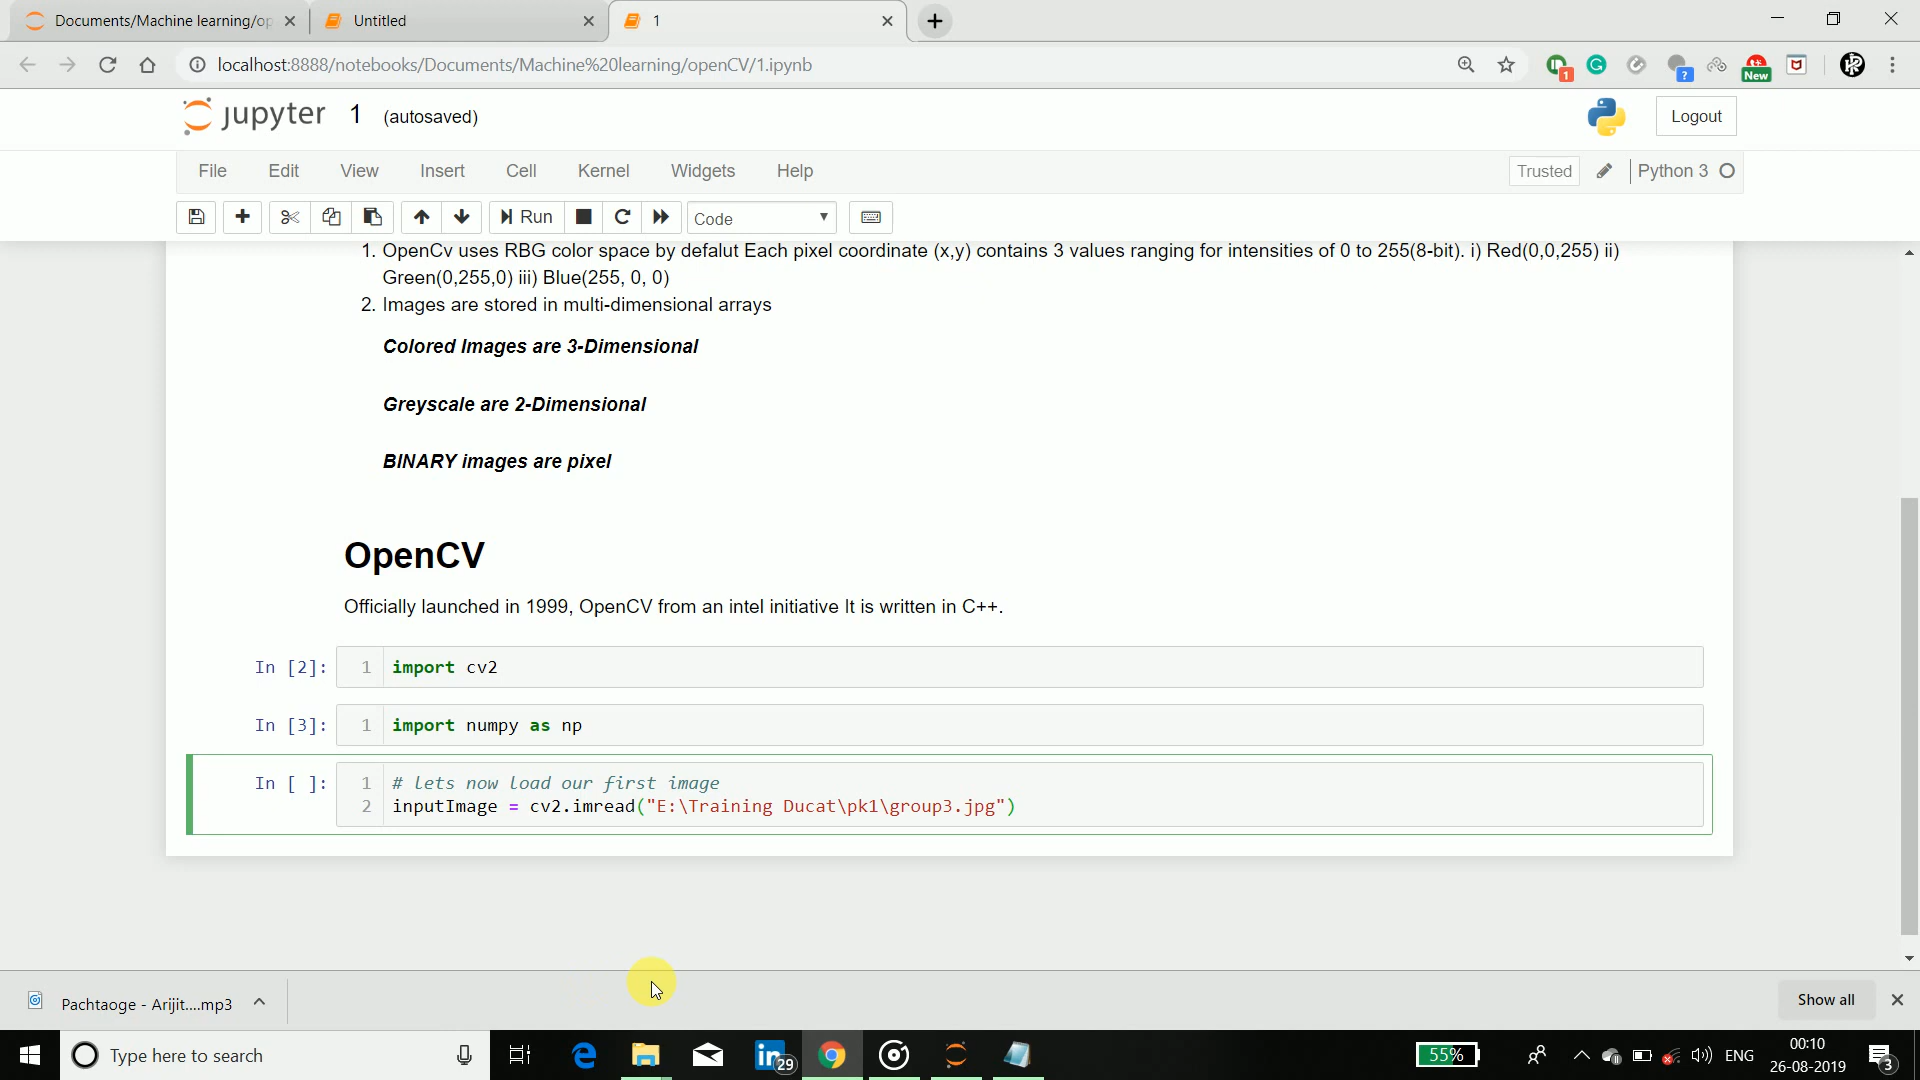 Documents/Machine learning/op
Untitled
1
localhost:8888/notebooks/Documents/Machine%20learning/openCV/1.ipynb
1
?
New
jupyter 1 (autosaved)
Logout
File Edit View Insert Cell Kernel Widgets Help
Trusted
Python 3
Run
Code
1. OpenCv uses RBG color space by defalut Each pixel coordinate (x,y) contains 3 values ranging for intensities of 0 to 255(8-bit). i) Red(0,0,255) ii)
Green(0,255,0) iii) Blue(255, 0, 0)
2. Images are stored in multi-dimensional arrays
Colored Images are 3-Dimensional
Greyscale are 2-Dimensional
BINARY images are pixel
OpenCV
Officially launched in 1999, OpenCV from an intel initiative It is written in C++.
In [2]: 1 import cv2
In [3]: 1 import numpy as np
In [ ]: 1 # lets now load our first image
2 inputImage = cv2.imread("E:\Training Ducat\pk1\group3.jpg")
Pachtaoge - Arijit....mp3
Show all
Type here to search
29
55%
ENG
00:10
26-08-2019
3